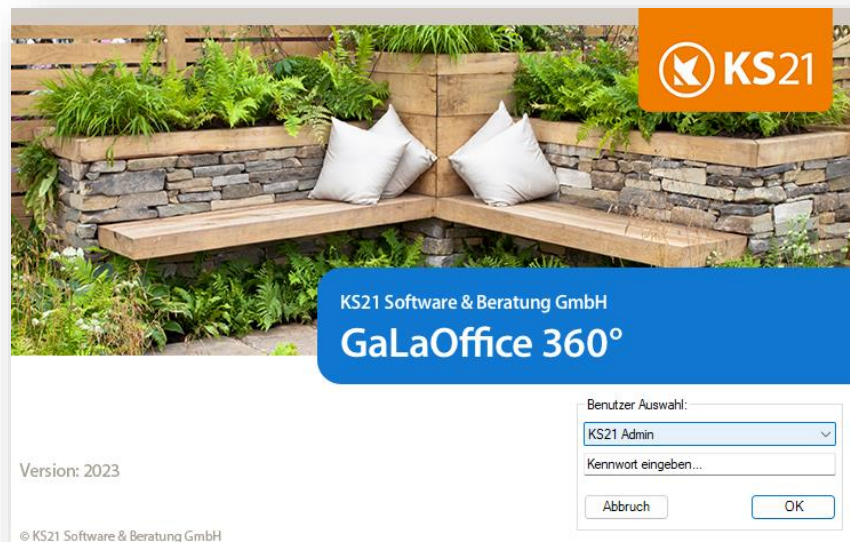 KS21
KS21 Software & Beratung GmbH
GaLaOffice 360°
Benutzer Auswahl:
KS21 Admin
Kennwort eingeben...
Version: 2023
Abbruch
OK
© KS21 Software & Beratung GmbH